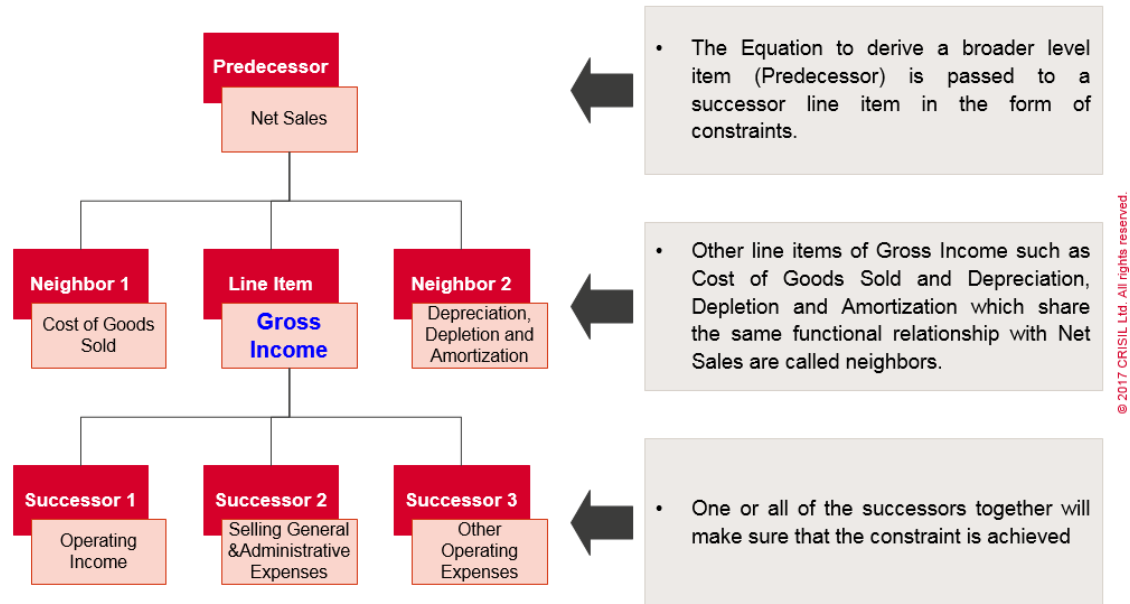 Predecessor
Net Sales
• The Equation to derive a broader level
item (Predecessor) is passed to a
successor line item in the form of
constraints.
Neighbor 1
Cost of Goods
Sold
Line Item
Gross
Income
Neighbor 2
Depreciation,
Depletion and
Amortization
• Other line items of Gross Income such as
Cost of Goods Sold and Depreciation,
Depletion and Amortization which share
the same functional relationship with Net
Sales are called neighbors.
Successor 1
Operating
Income
Successor 2
Selling General
&Administrative
Expenses
Successor 3
Other
Operating
Expenses
• One or all of the successors together will
make sure that the constraint is achieved
© 2017 CRISIL Ltd. All rights reserved.